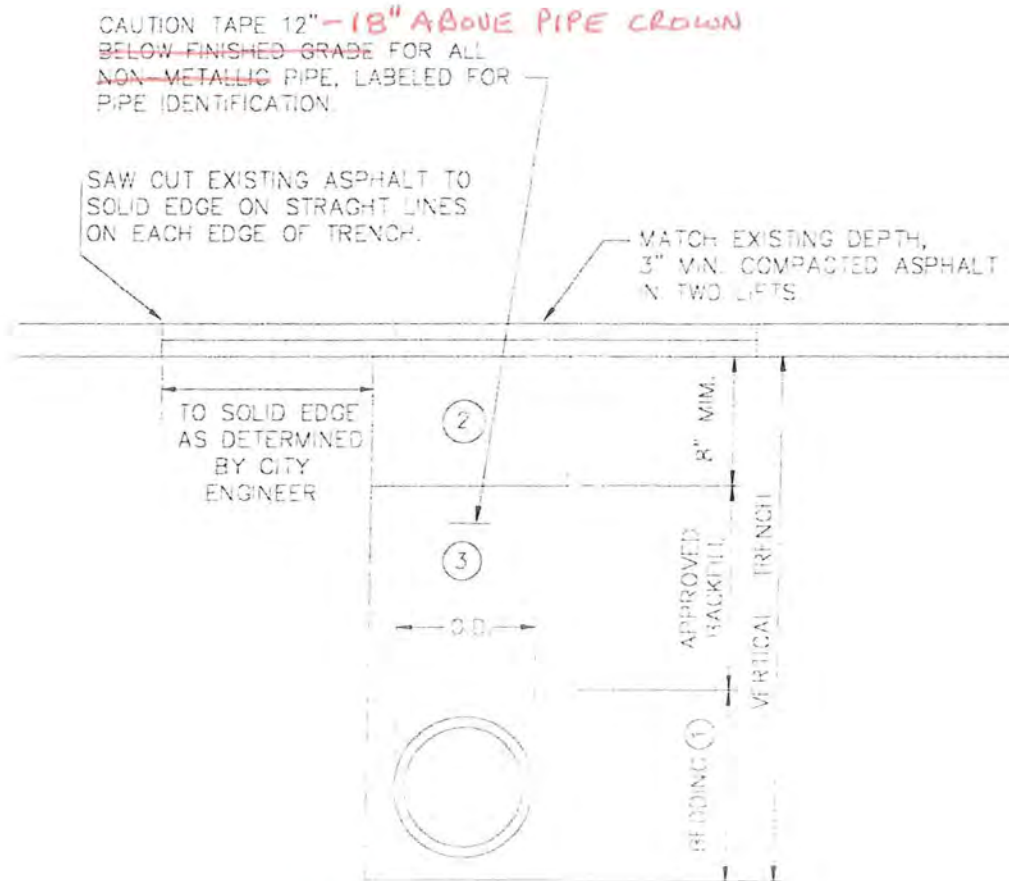 CAUTION TAPE 12" - 18" ABOVE PIPE CROWN
BELOW FINISHED GRADE FOR ALL
NON-METALLIC PIPE, LABELED FOR
PIPE IDENTIFICATION.
SAW CUT EXISTING ASPHALT TO
SOLID EDGE ON STRAGHT LINES
ON EACH EDGE OF TRENCH.
MATCH EXISTING DEPTH,
3" MIN. COMPACTED ASPHALT
IN TWO LIFTS
TO SOLID EDGE
AS DETERMINED
BY CITY
ENGINEER
2
8" MIM.
3
APPROVED
BACKFILL
VERTICAL TRENCH
O.D.
BEDDING 1